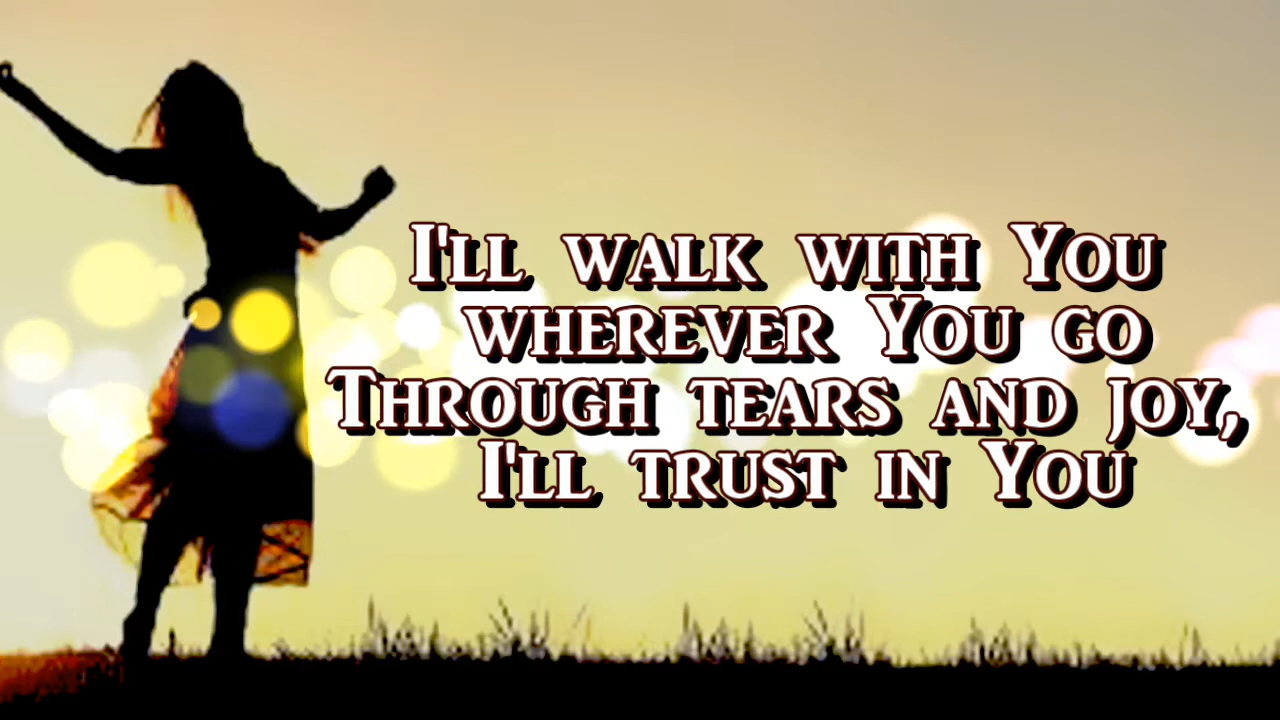 I'll walk with You
wherever You go
Through tears and joy,
I'll trust in You